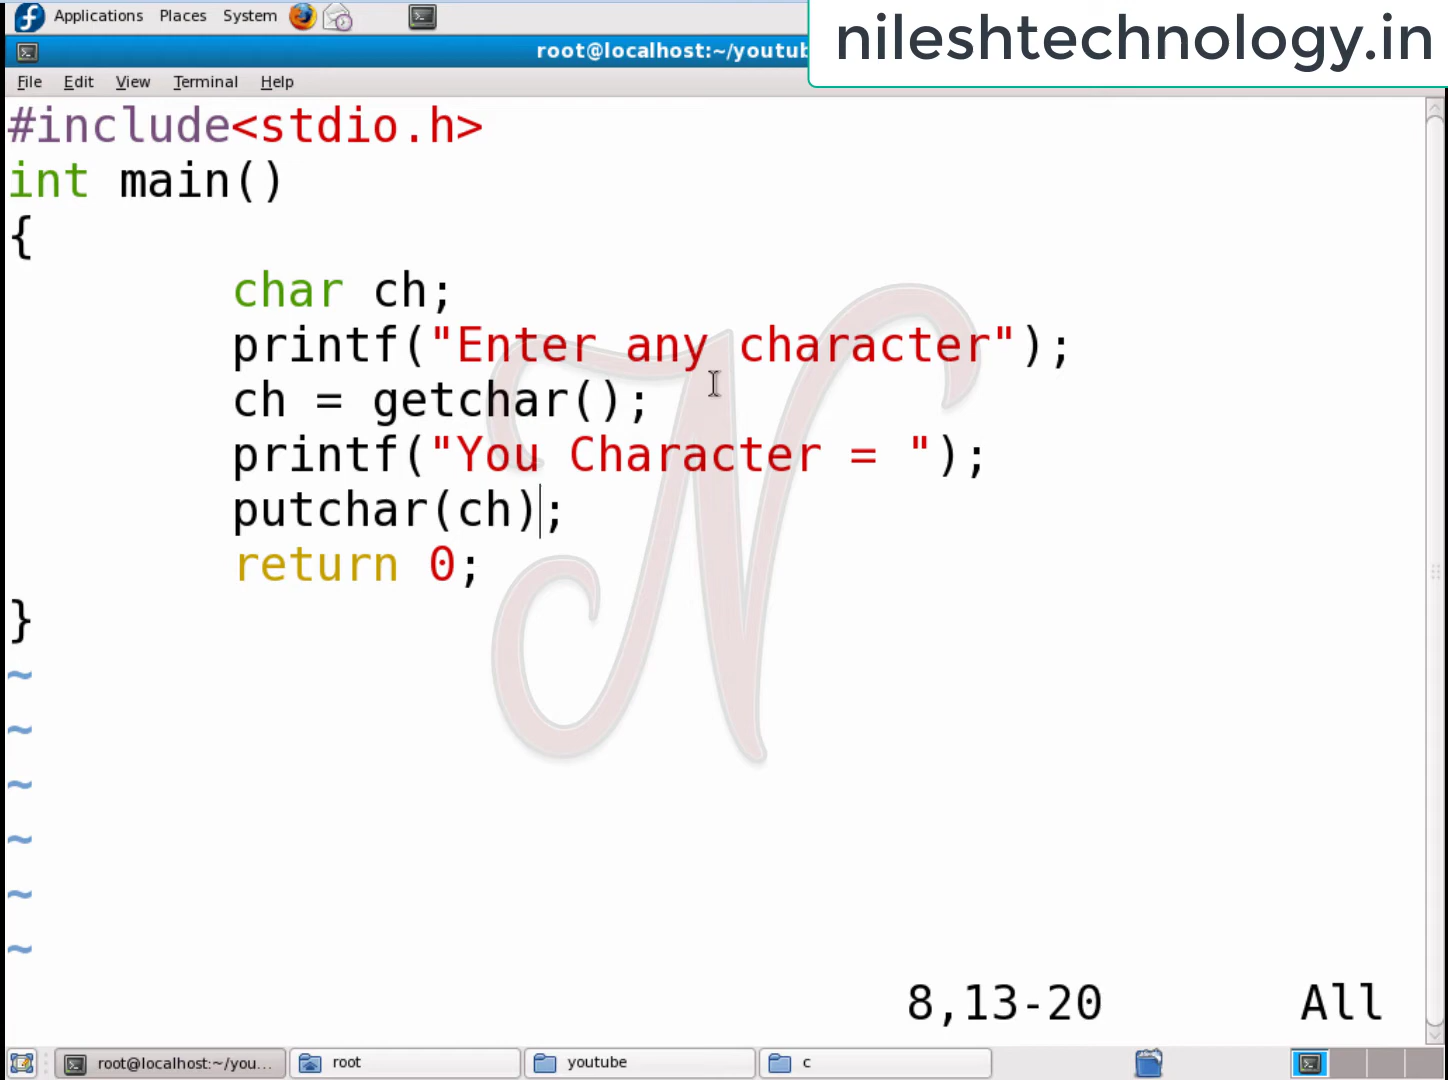 Applications Places System
nileshtechnology.in
root@localhost:~/youtub
File Edit View Terminal Help
#include<stdio.h>
int main()
{
char ch;
printf("Enter any character");
ch = getchar();
printf("You Character = ");
putchar(ch);
return 0;
}
~
~
~
~
~
~
8,13-20 All
root@localhost:~/you... root youtube c